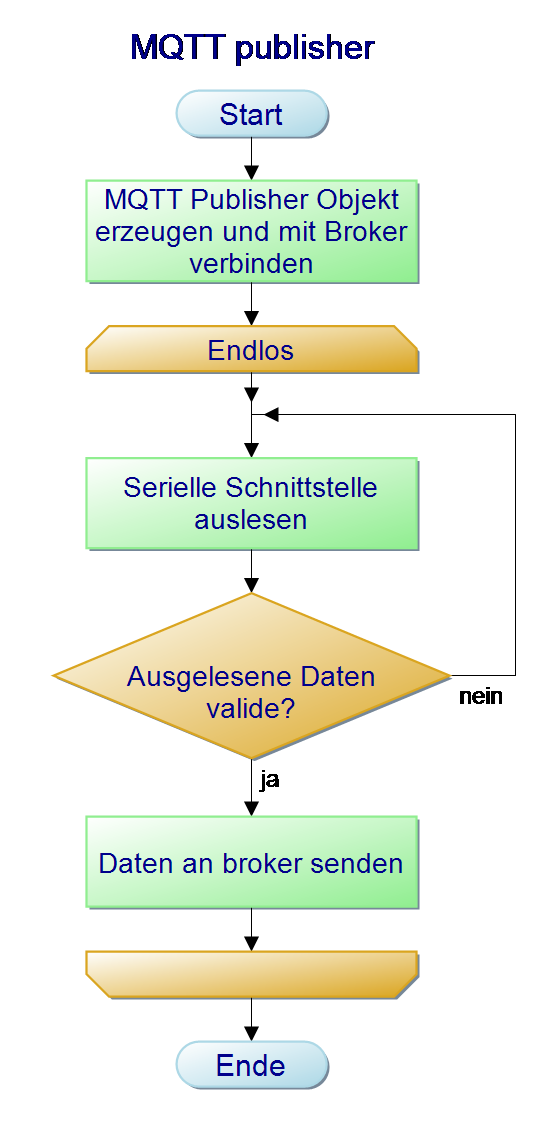 MQTT publisher
Start
MQTT Publisher Objekt
erzeugen und mit Broker
verbinden
Endlos
Serielle Schnittstelle
auslesen
Ausgelesene Daten
valide?
nein
ja
Daten an broker senden
Ende